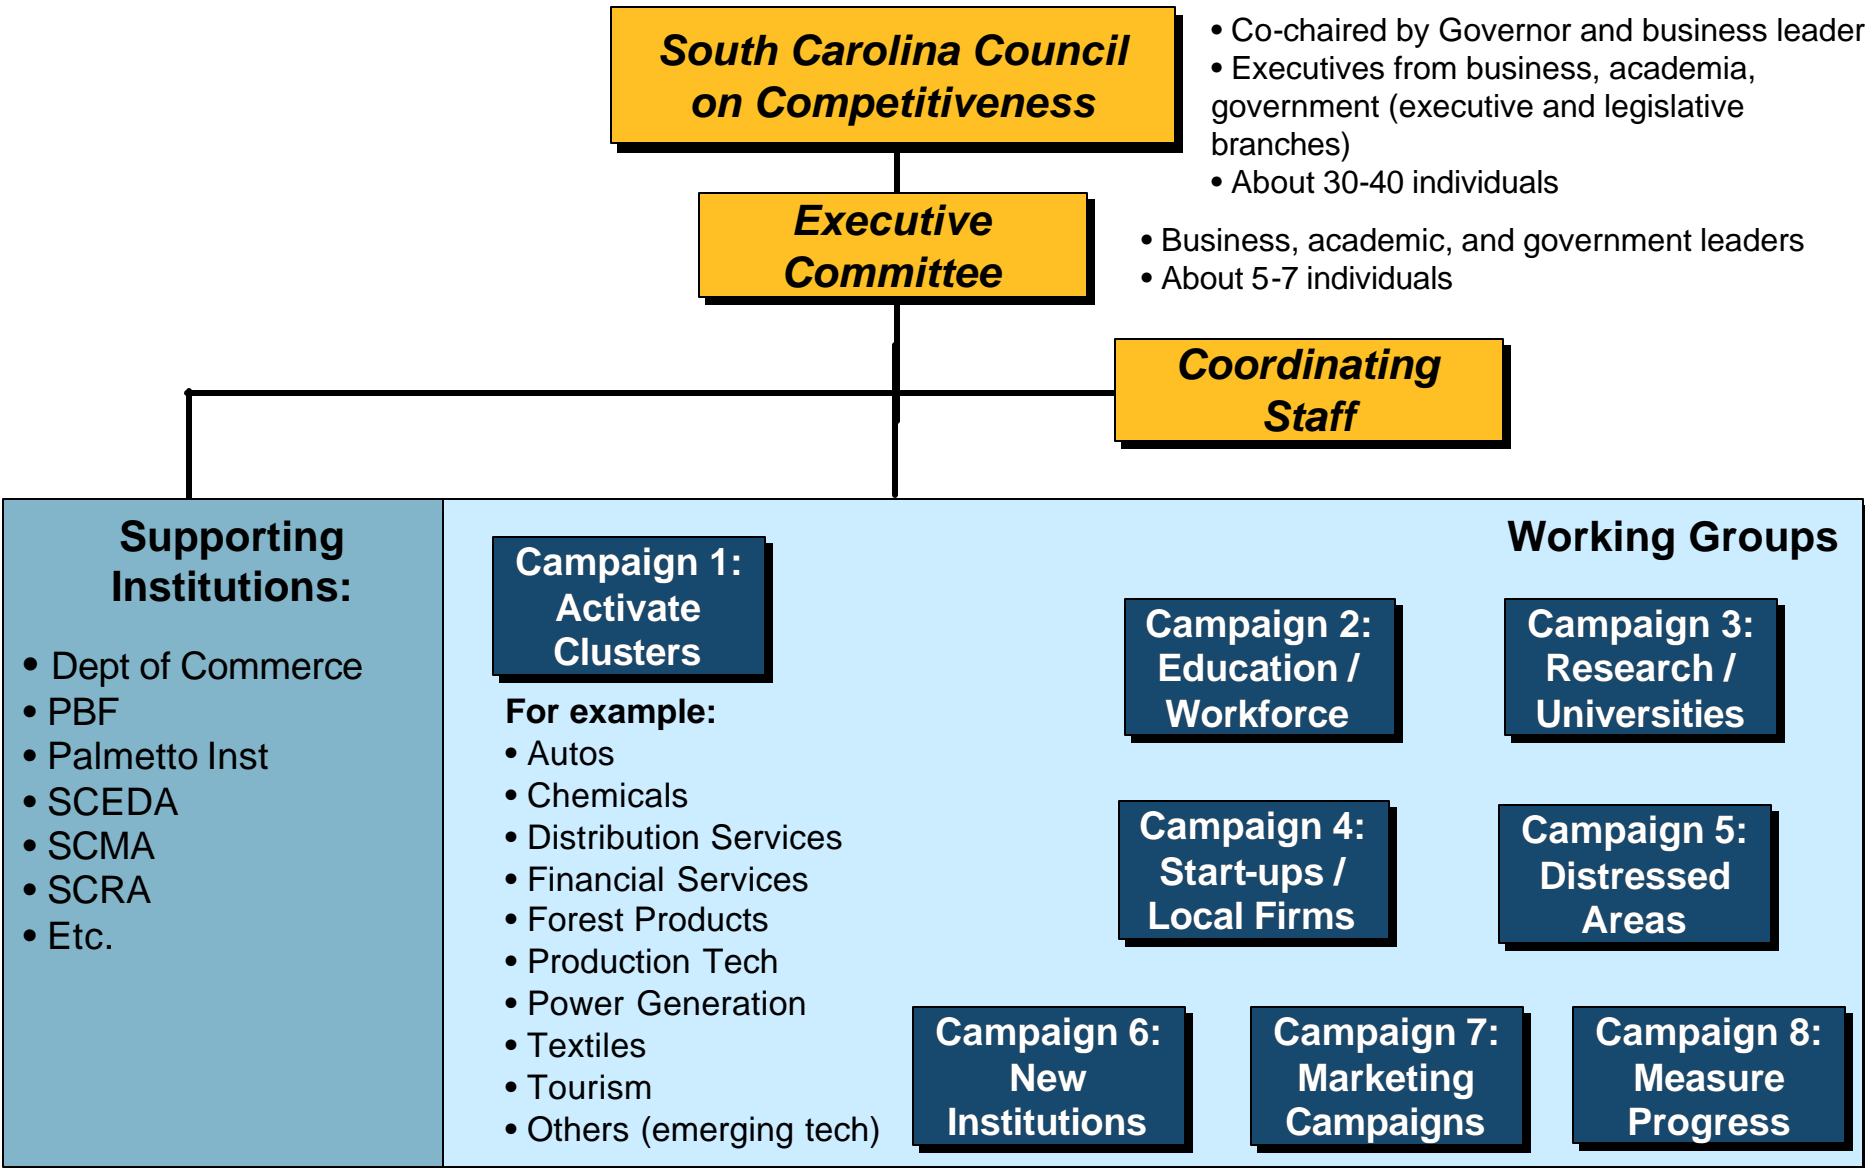 South Carolina Council
on Competitiveness
• Co-chaired by Governor and business leader
• Executives from business, academia,
government (executive and legislative
branches)
• About 30-40 individuals
Executive
Committee
• Business, academic, and government leaders
• About 5-7 individuals
Coordinating
Staff
Supporting
Institutions:
• Dept of Commerce
• PBF
• Palmetto Inst
• SCEDA
• SCMA
• SCRA
• Etc.
Working Groups
Campaign 1:
Activate
Clusters
For example:
• Autos
• Chemicals
• Distribution Services
• Financial Services
• Forest Products
• Production Tech
• Power Generation
• Textiles
• Tourism
• Others (emerging tech)
Campaign 2:
Education /
Workforce
Campaign 3:
Research /
Universities
Campaign 4:
Start-ups /
Local Firms
Campaign 5:
Distressed
Areas
Campaign 6:
New
Institutions
Campaign 7:
Marketing
Campaigns
Campaign 8:
Measure
Progress